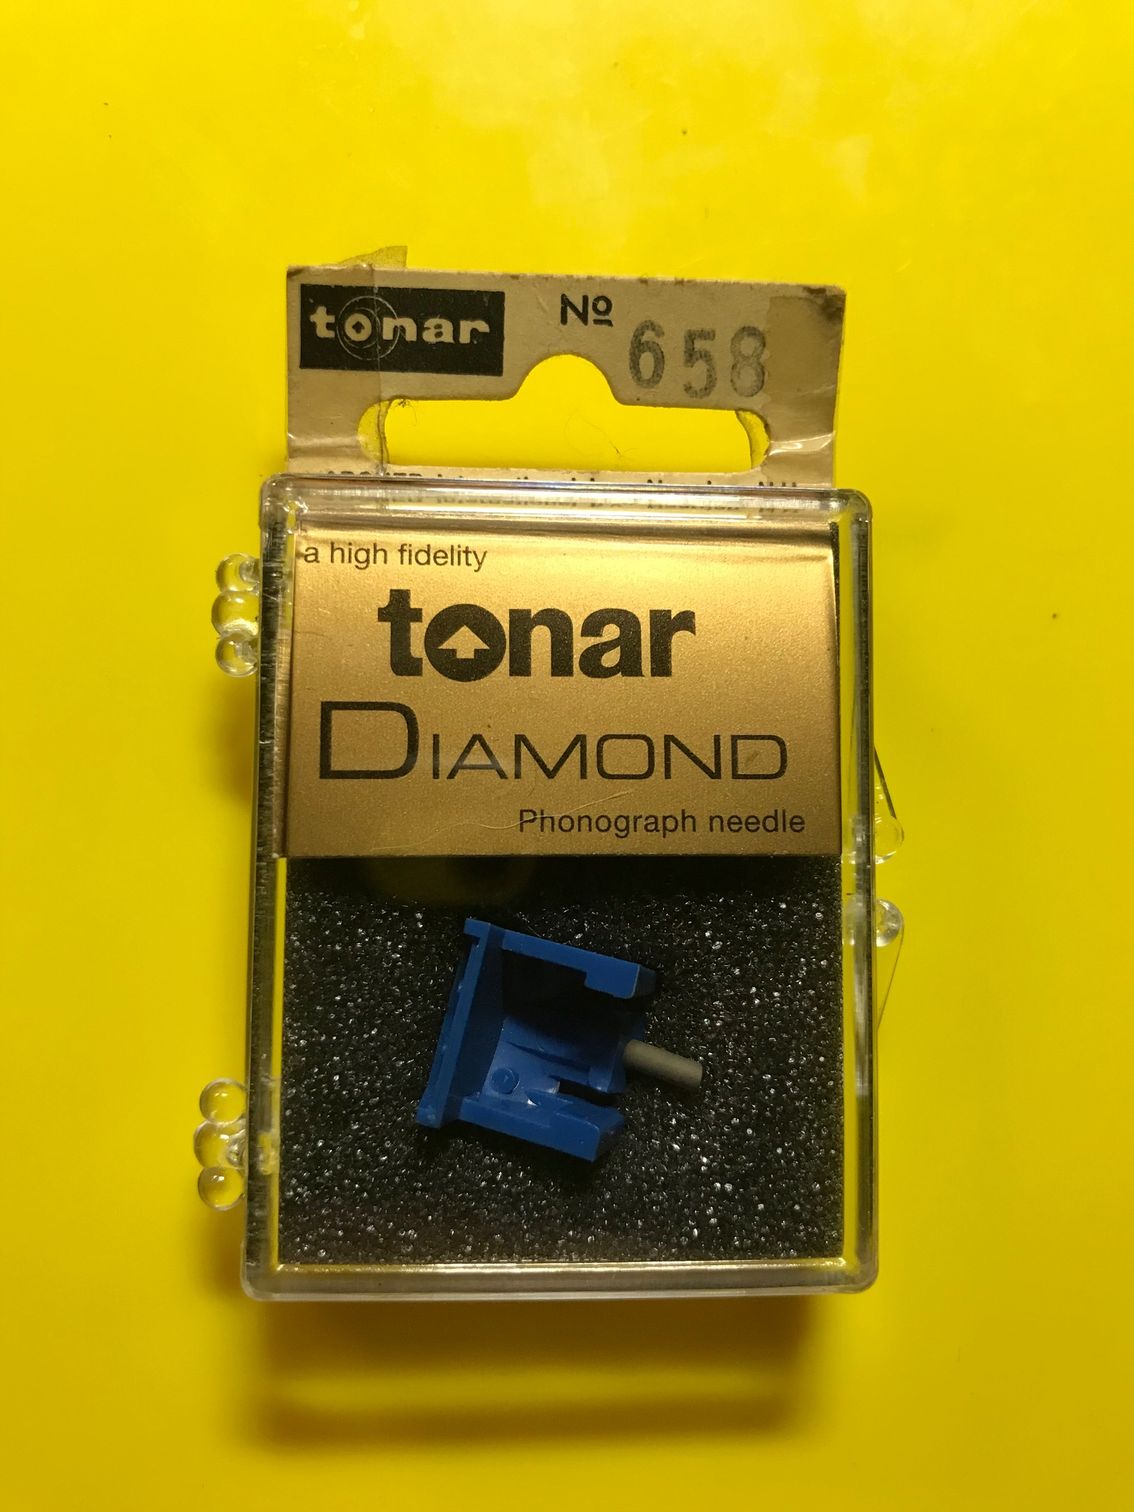 tonar
Nº 658
a high fidelity
tonar
DIAMOND
Phonograph needle